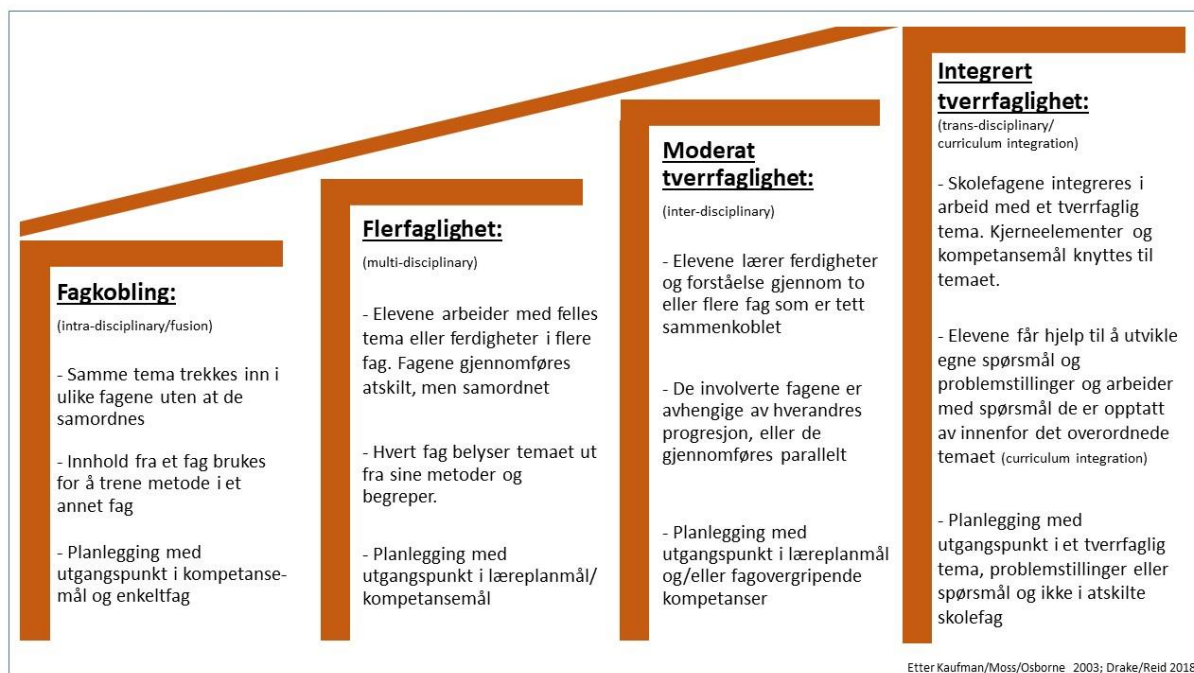 Fagkobling:
(intra-disciplinary/fusion)
- Samme tema trekkes inn i
ulike fagene uten at de
samordnes
- Innhold fra et fag brukes
for å trene metode i et
annet fag
- Planlegging med
utgangspunkt i kompetanse-
mål og enkeltfag
Flerfaglighet:
(multi-disciplinary)
- Elevene arbeider med felles
tema eller ferdigheter i flere
fag. Fagene gjennomføres
atskilt, men samordnet
- Hvert fag belyser temaet ut
fra sine metoder og
begreper.
- Planlegging med
utgangspunkt i læreplanmål/
kompetansemål
Moderat
tverrfaglighet:
(inter-disciplinary)
- Elevene lærer ferdigheter
og forståelse gjennom to
eller flere fag som er tett
sammenkoblet
- De involverte fagene er
avhengige av hverandres
progresjon, eller de
gjennomføres parallelt
- Planlegging med
utgangspunkt i læreplanmål
og/eller fagovergripende
kompetanser
Integrert
tverrfaglighet:
(trans-disciplinary/
curriculum integration)
- Skolefagene integreres i
arbeid med et tverrfaglig
tema. Kjerneelementer og
kompetansemål knyttes til
temaet.
- Elevene får hjelp til å utvikle
egne spørsmål og
problemstillinger og arbeider
med spørsmål de er opptatt
av innenfor det overordnede
temaet (curriculum integration)
- Planlegging med
utgangspunkt i et tverrfaglig
tema, problemstillinger eller
spørsmål og ikke i atskilte
skolefag
Etter Kaufman/Moss/Osborne 2003; Drake/Reid 2018